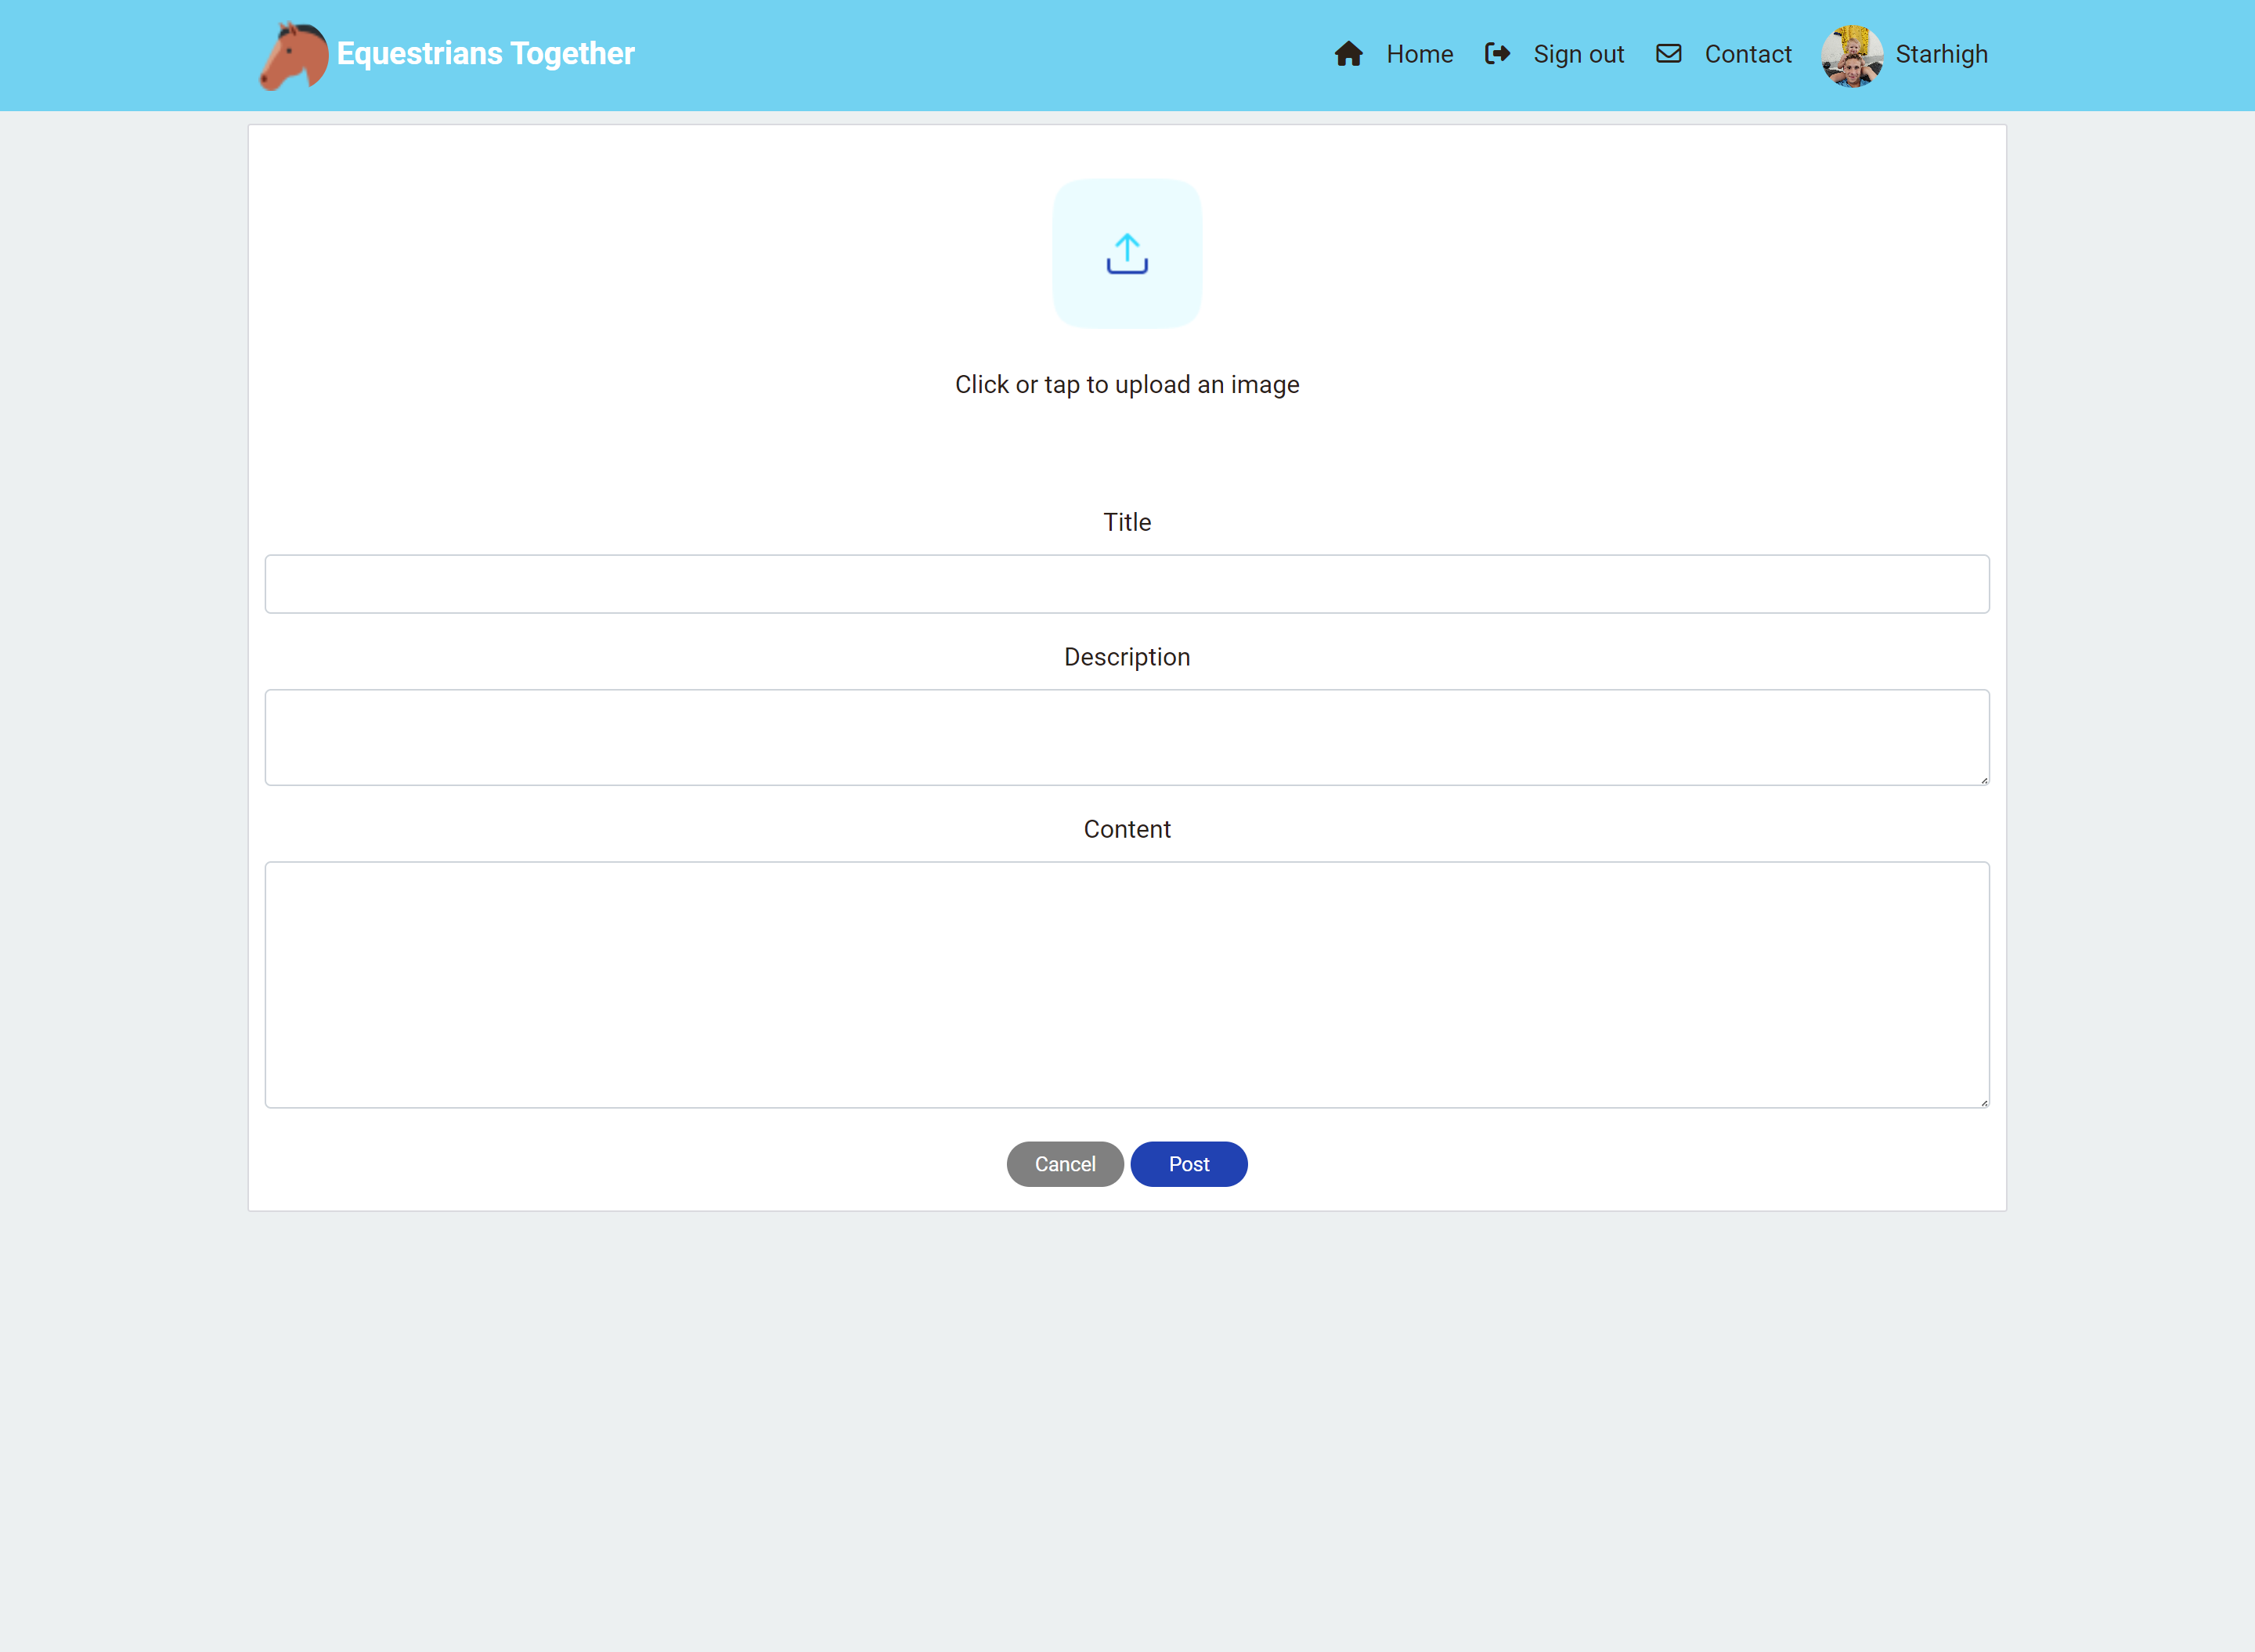 Equestrians Together
Home
Sign out
Contact
Starhigh
Click or tap to upload an image
Title
Description
Content
Cancel
Post